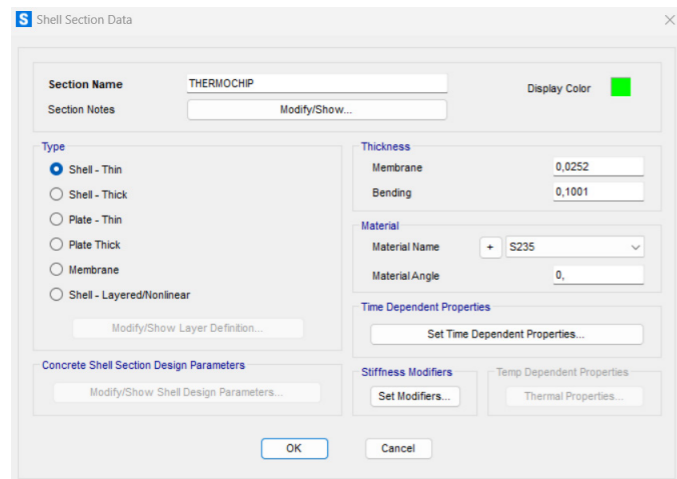 S Shell Section Data
Section Name THERMOCHIP Display Color
Section Notes Modify/Show...
Type
Shell - Thin
Shell - Thick
Plate - Thin
Plate Thick
Membrane
Shell - Layered/Nonlinear
Modify/Show Layer Definition...
Concrete Shell Section Design Parameters
Modify/Show Shell Design Parameters...
Thickness
Membrane 0,0252
Bending 0,1001
Material
Material Name + S235
Material Angle 0,
Time Dependent Properties
Set Time Dependent Properties...
Stiffness Modifiers
Set Modifiers...
Temp Dependent Properties
Thermal Properties...
OK Cancel